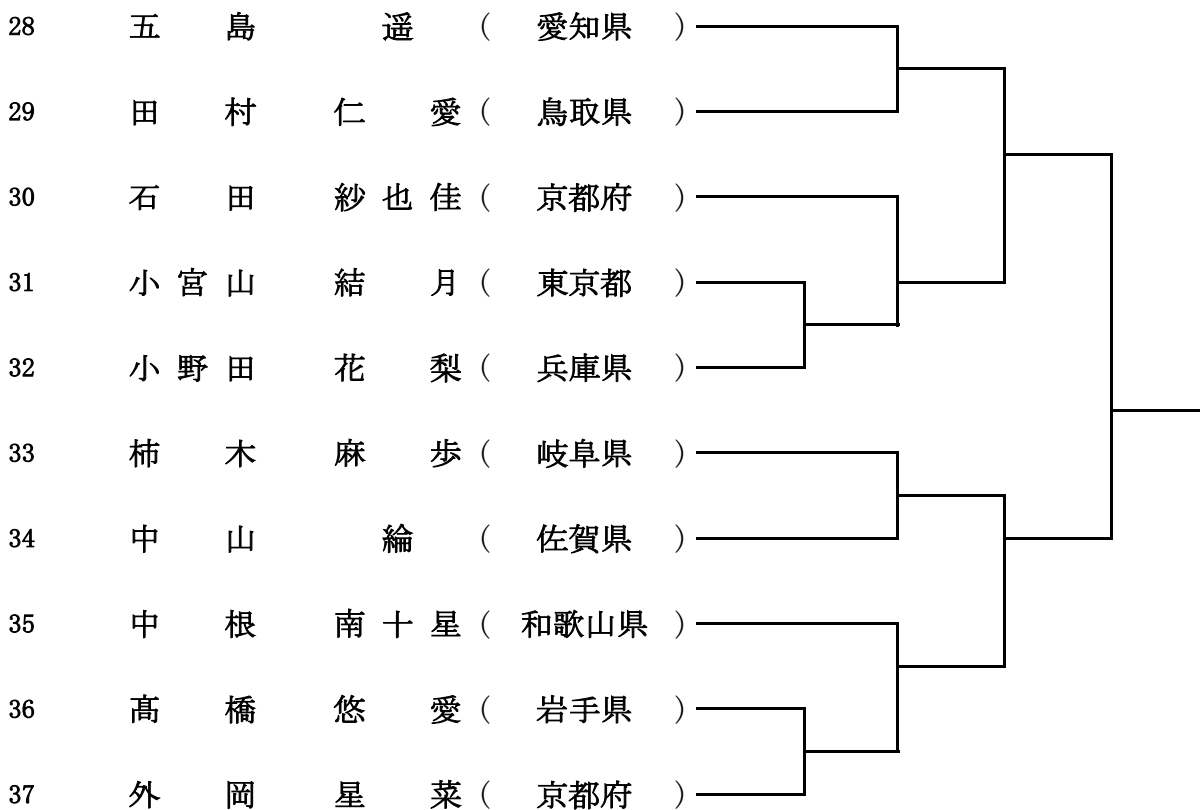 28 五島 遥 （ 愛知県 ）
29 田村 仁愛 （ 鳥取県 ）
30 石田 紗也佳 （ 京都府 ）
31 小宮山 結月 （ 東京都 ）
32 小野田 花梨 （ 兵庫県 ）
33 柿木 麻歩 （ 岐阜県 ）
34 中山 綸 （ 佐賀県 ）
35 中根 南十星 （ 和歌山県 ）
36 髙橋 悠愛 （ 岩手県 ）
37 外岡 星菜 （ 京都府 ）